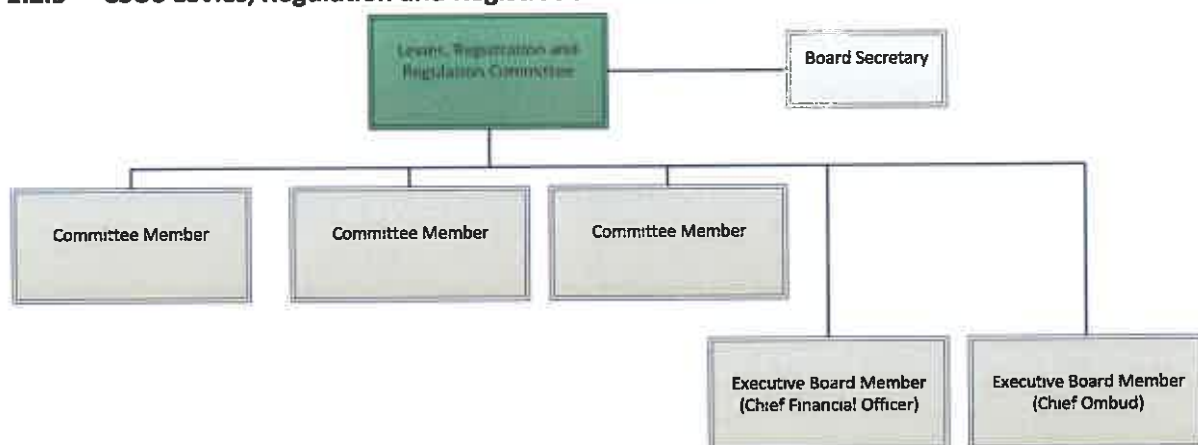 Levies, Registration and
Regulation Committee
Board Secretary
Committee Member
Committee Member
Committee Member
Executive Board Member
(Chief Financial Officer)
Executive Board Member
(Chief Ombud)